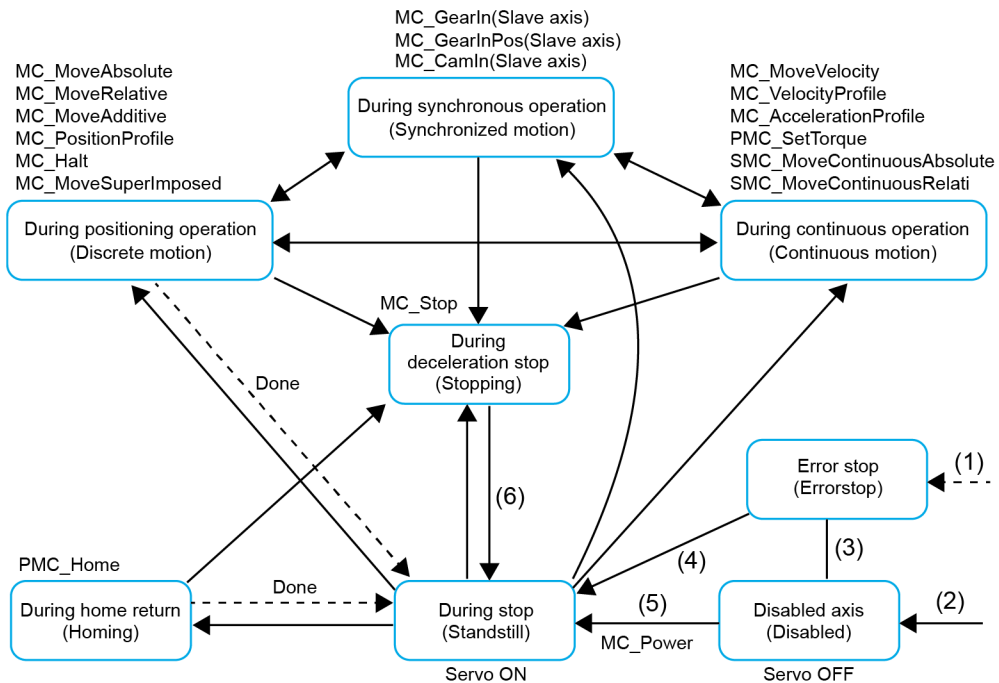 MC_GearIn(Slave axis)
MC_GearInPos(Slave axis)
MC_CamIn(Slave axis)
During synchronous operation
(Synchronized motion)
MC_MoveAbsolute
MC_MoveRelative
MC_MoveAdditive
MC_PositionProfile
MC_Halt
MC_MoveSuperImposed
During positioning operation
(Discrete motion)
MC_MoveVelocity
MC_VelocityProfile
MC_AccelerationProfile
PMC_SetTorque
SMC_MoveContinuousAbsolute
SMC_MoveContinuousRelati
During continuous operation
(Continuous motion)
MC_Stop
During
deceleration stop
(Stopping)
Done
(6)
Error stop
(Errorstop)
(1)
(3)
(4)
PMC_Home
During home return
(Homing)
Done
During stop
(Standstill)
Servo ON
(5)
MC_Power
Disabled axis
(Disabled)
Servo OFF
(2)